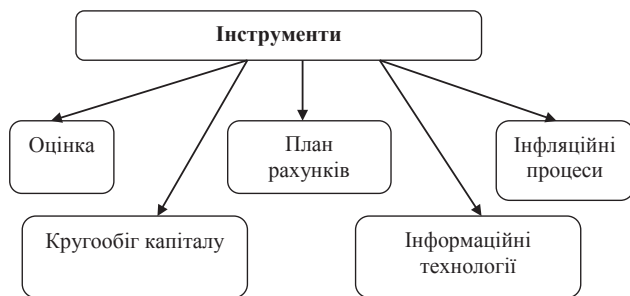 Інструменти
Оцінка
План
рахунків
Інфляційні
процеси
Кругообіг капіталу
Інформаційні
технології